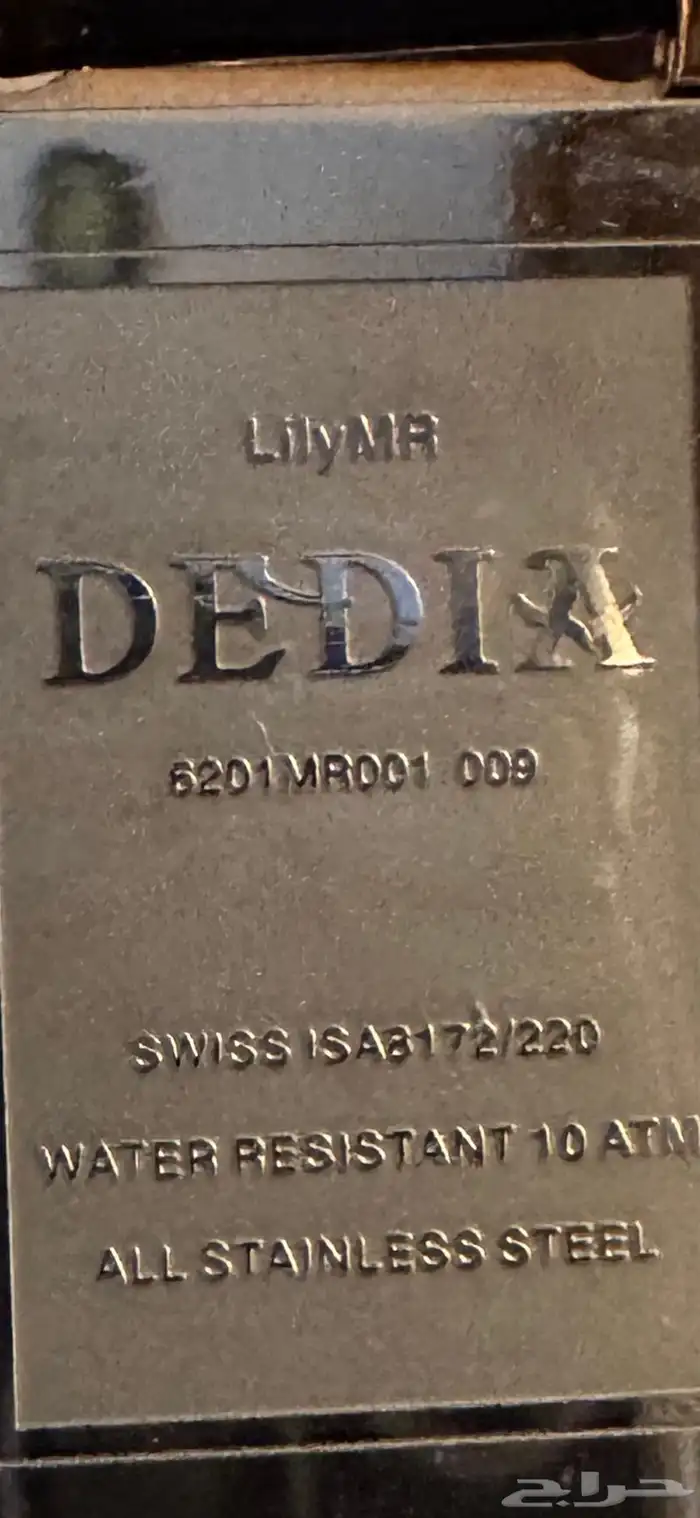 LilyMR
DEDIA
6201MR001 009
SWISS ISA8172/220
WATER RESISTANT 10 ATM
ALL STAINLESS STEEL
حراج